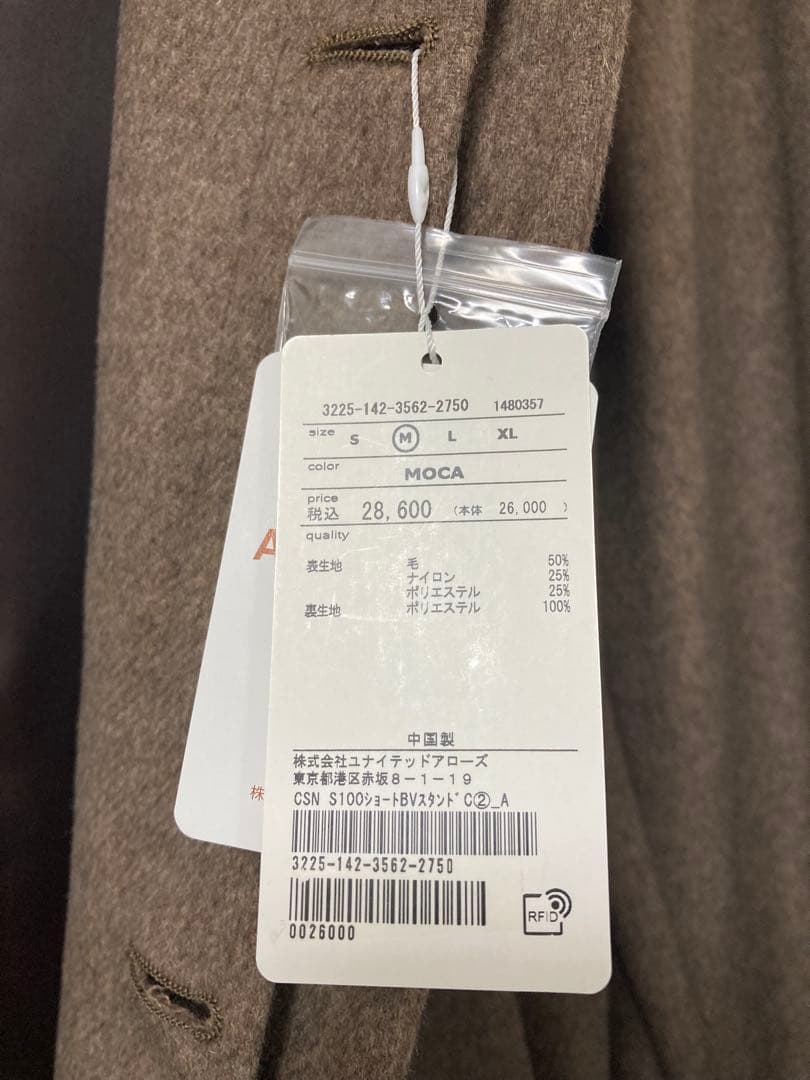 3225-142-3562-2750 1480357
size S M L XL
color MOCA
price
税込 28,600 (本体 26,000 )
quality
表生地 毛 50%
ナイロン 25%
ポリエステル 25%
裏生地 ポリエステル 100%
中国製
株式会社ユナイテッドアローズ
東京都港区赤坂8-1-19
CSN S100ショートBVスタンドC②_A
3225-142-3562-2750
0026000
RFID
A
株